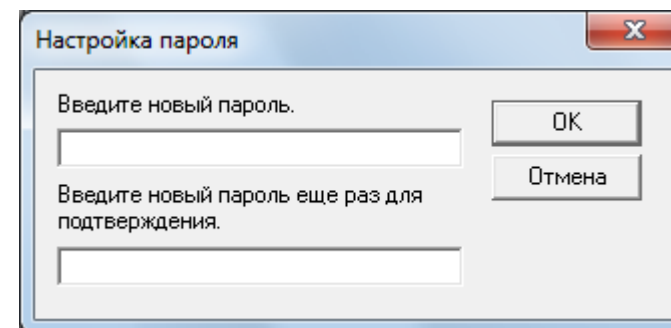 Настройка пароля
Введите новый пароль.
OK
Отмена
Введите новый пароль еще раз для
подтверждения.